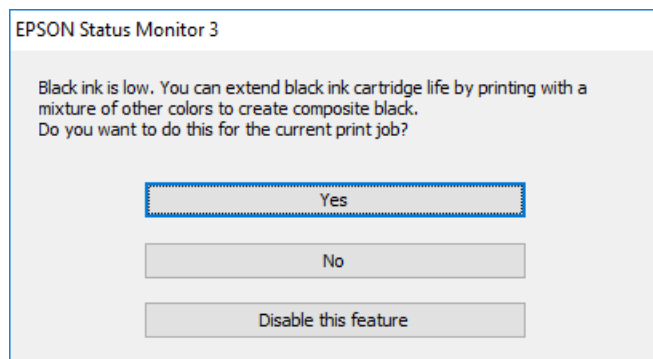 EPSON Status Monitor 3
Black ink is low. You can extend black ink cartridge life by printing with a
mixture of other colors to create composite black.
Do you want to do this for the current print job?
Yes
No
Disable this feature